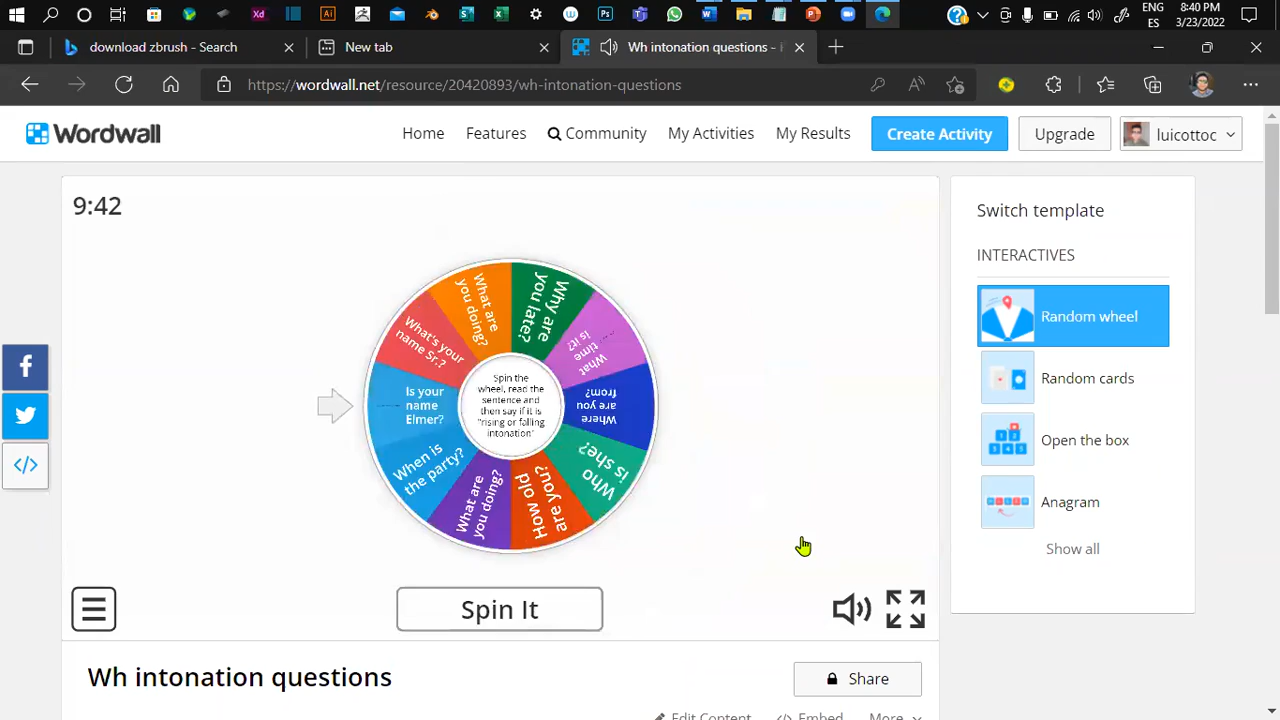 ENG
8:40 PM
ES
3/23/2022
download zbrush - Search
New tab
Wh intonation questions - i
https://wordwall.net/resource/20420893/wh-intonation-questions
Wordwall
Home
Features
Community
My Activities
My Results
Create Activity
Upgrade
luicottoc
9:42
What are
you doing?
Why are
you late?
What
time
is it?
Where are you
from?
Who
is she?
How old
are you?
What are
you doing?
When is
the party?
Is your
name
Elmer?
What's your
name Sr.?
Spin the
wheel, read the
sentence and
then say if it is
"rising or falling
intonation"
Spin It
Switch template
INTERACTIVES
Random wheel
Random cards
Open the box
Anagram
Show all
Wh intonation questions
Share
Edit Content
Embed
More